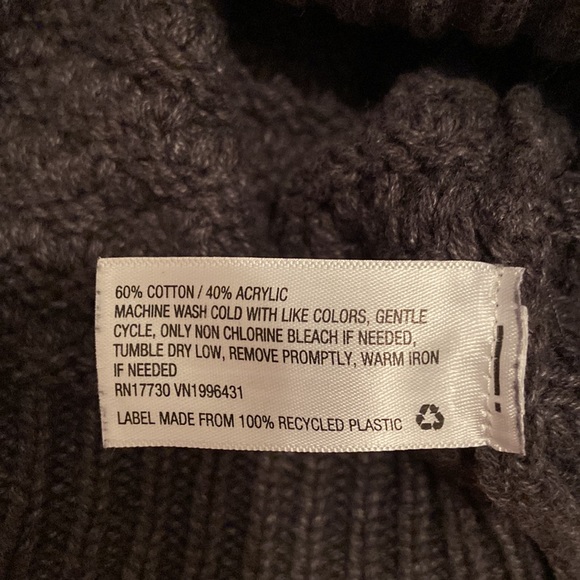 60% COTTON / 40% ACRYLIC
MACHINE WASH COLD WITH LIKE COLORS, GENTLE
CYCLE, ONLY NON CHLORINE BLEACH IF NEEDED,
TUMBLE DRY LOW, REMOVE PROMPTLY, WARM IRON
IF NEEDED
RN17730 VN1996431
LABEL MADE FROM 100% RECYCLED PLASTIC